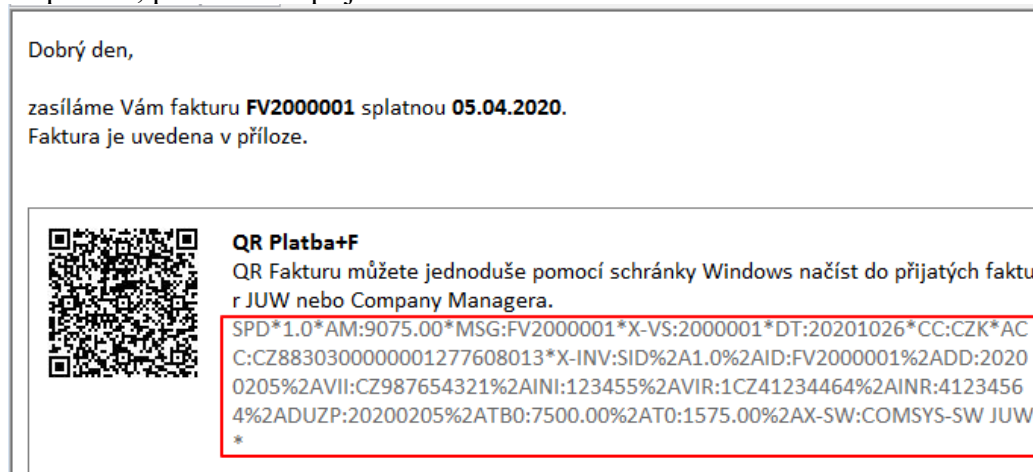 Dobrý den,
zasíláme Vám fakturu FV2000001 splatnou 05.04.2020.
Faktura je uvedena v příloze.
QR Platba+F
QR Fakturu můžete jednoduše pomocí schránky Windows načíst do přijatých faktu
r JUW nebo Company Managera.
SPD*1.0*AM:9075.00*MSG:FV2000001*X-VS:2000001*DT:20201026*CC:CZK*AC
C:CZ8830300000001277608013*X-INV:SID%2A1.0%2AID:FV2000001%2ADD:2020
0205%2AVII:CZ987654321%2AINI:123455%2AVIR:1CZ41234464%2AINR:4123456
4%2ADUZP:20200205%2ATB0:7500.00%2AT0:1575.00%2AX-SW:COMSYS-SW JUW
*